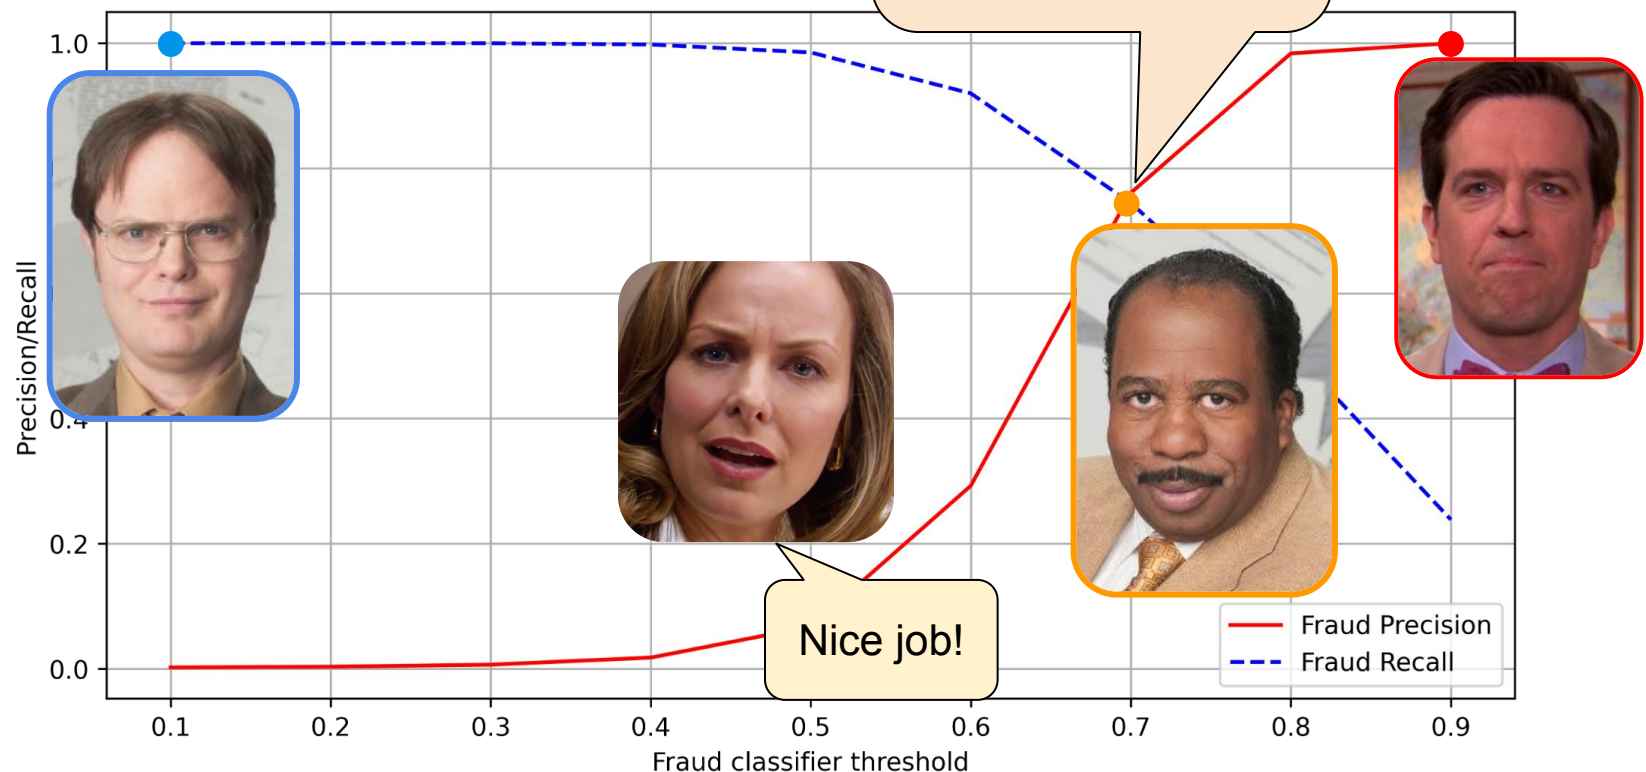 1.0
0.4
0.2
0.0
Precision/Recall
Nice job!
Fraud Precision
Fraud Recall
0.1 0.2 0.3 0.4 0.5 0.6 0.7 0.8 0.9
Fraud classifier threshold